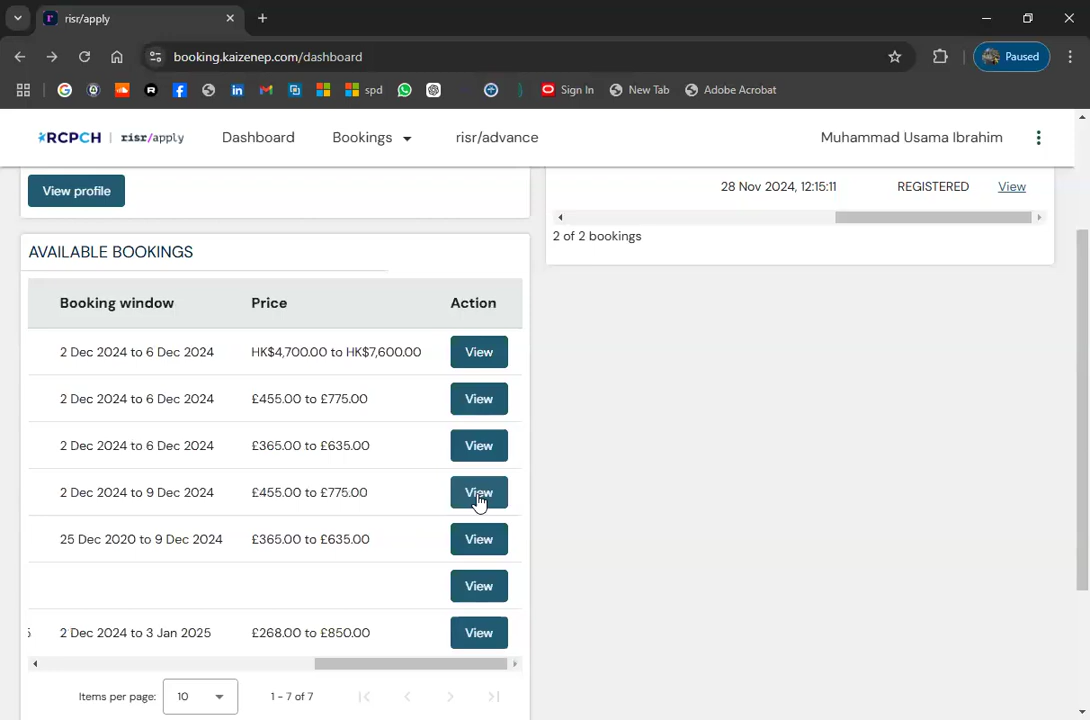 risr/apply
booking.kaizenep.com/dashboard
Paused
spd
Sign In
New Tab
Adobe Acrobat
RCPCH | risr/apply
Dashboard
Bookings
risr/advance
Muhammad Usama Ibrahim
View profile
28 Nov 2024, 12:15:11 REGISTERED View
2 of 2 bookings
AVAILABLE BOOKINGS
Booking window Price Action
2 Dec 2024 to 6 Dec 2024 HK$4,700.00 to HK$7,600.00 View
2 Dec 2024 to 6 Dec 2024 £455.00 to £775.00 View
2 Dec 2024 to 6 Dec 2024 £365.00 to £635.00 View
2 Dec 2024 to 9 Dec 2024 £455.00 to £775.00 View
25 Dec 2020 to 9 Dec 2024 £365.00 to £635.00 View
View
2 Dec 2024 to 3 Jan 2025 £268.00 to £850.00 View
Items per page: 10 1 - 7 of 7